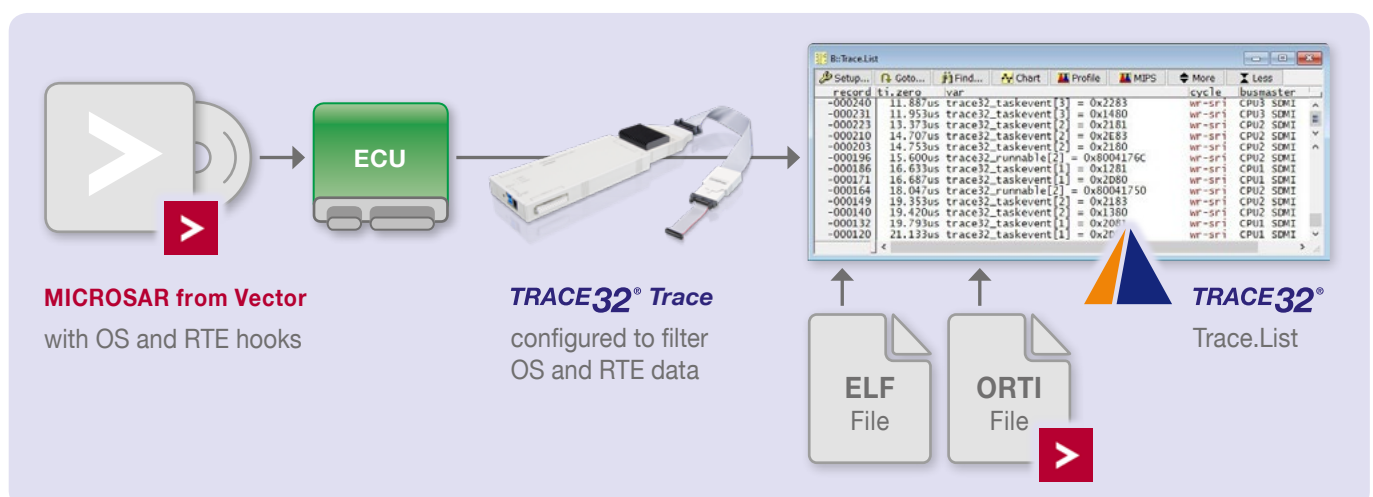 B::Trace.List
Setup... Goto... Find... Chart Profile MIPS More Less
record ti.zero var cycle busmaster
-000240 11.887us trace32_taskevent[3] = 0x2283 wr-sri CPU3 SDMI
-000231 11.953us trace32_taskevent[3] = 0x1480 wr-sri CPU3 SDMI
-000223 13.373us trace32_taskevent[2] = 0x2181 wr-sri CPU2 SDMI
-000210 14.707us trace32_taskevent[2] = 0x2E83 wr-sri CPU2 SDMI
-000203 14.753us trace32_taskevent[2] = 0x2180 wr-sri CPU2 SDMI
-000196 15.600us trace32_runnable[2] = 0x8004176C wr-sri CPU2 SDMI
-000186 16.633us trace32_taskevent[1] = 0x1281 wr-sri CPU1 SDMI
-000171 16.687us trace32_taskevent[1] = 0x2D80 wr-sri CPU1 SDMI
-000164 18.047us trace32_runnable[2] = 0x80041750 wr-sri CPU2 SDMI
-000149 19.353us trace32_taskevent[2] = 0x2183 wr-sri CPU2 SDMI
-000140 19.420us trace32_taskevent[2] = 0x1380 wr-sri CPU2 SDMI
-000132 19.793us trace32_taskevent[1] = wr-sri CPU1 SDMI
-000120 21.133us trace32_taskevent[1] = wr-sri CPU1 SDMI
ECU
MICROSAR from Vector
with OS and RTE hooks
TRACE32® Trace
configured to filter
OS and RTE data
TRACE32®
Trace.List
ELF
File
ORTI
File